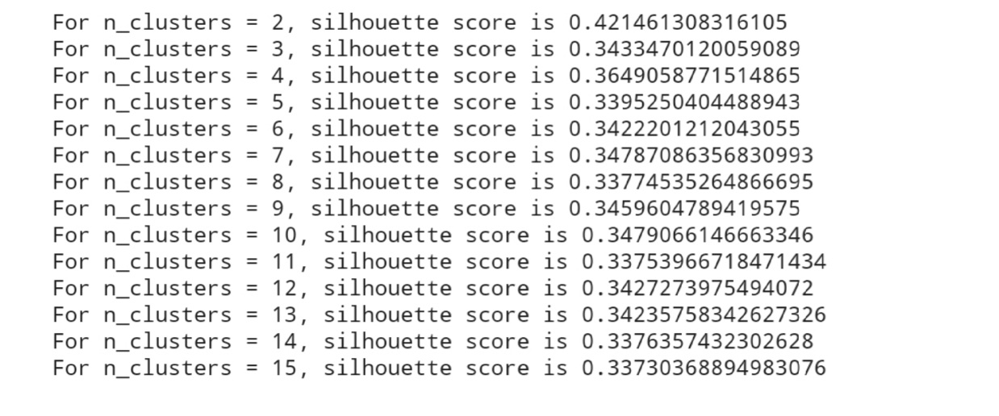 For n_clusters = 2, silhouette score is 0.421461308316105
For n_clusters = 3, silhouette score is 0.3433470120059089
For n_clusters = 4, silhouette score is 0.3649058771514865
For n_clusters = 5, silhouette score is 0.3395250404488943
For n_clusters = 6, silhouette score is 0.3422201212043055
For n_clusters = 7, silhouette score is 0.34787086356830993
For n_clusters = 8, silhouette score is 0.33774535264866695
For n_clusters = 9, silhouette score is 0.3459604789419575
For n_clusters = 10, silhouette score is 0.3479066146663346
For n_clusters = 11, silhouette score is 0.33753966718471434
For n_clusters = 12, silhouette score is 0.3427273975494072
For n_clusters = 13, silhouette score is 0.34235758342627326
For n_clusters = 14, silhouette score is 0.3376357432302628
For n_clusters = 15, silhouette score is 0.33730368894983076